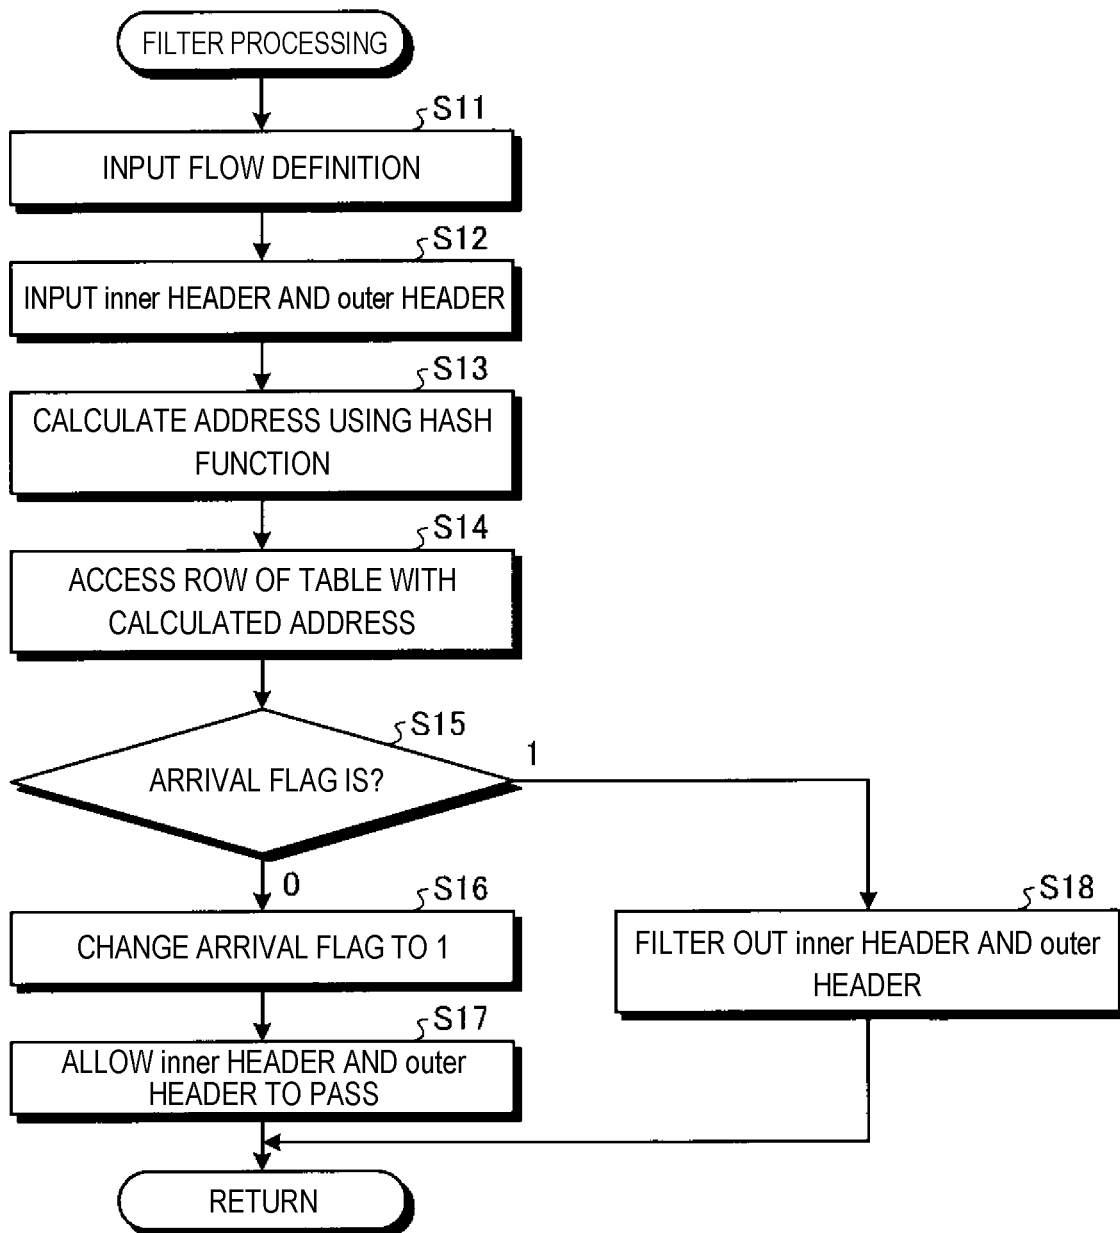 FILTER PROCESSING
S11
INPUT FLOW DEFINITION
S12
INPUT inner HEADER AND outer HEADER
S13
CALCULATE ADDRESS USING HASH
FUNCTION
S14
ACCESS ROW OF TABLE WITH
CALCULATED ADDRESS
S15
ARRIVAL FLAG IS?
1
0
S16
CHANGE ARRIVAL FLAG TO 1
S17
ALLOW inner HEADER AND outer
HEADER TO PASS
S18
FILTER OUT inner HEADER AND outer
HEADER
RETURN